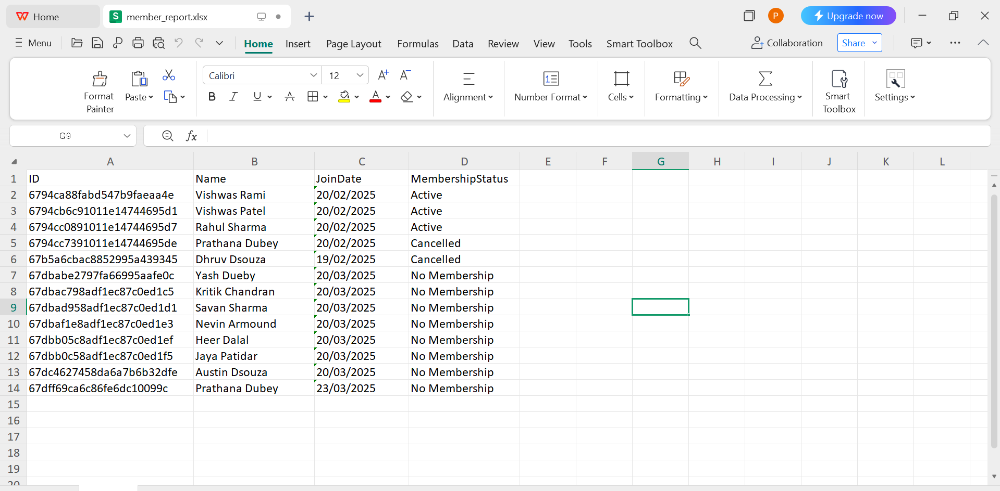 Home
S member_report.xlsx
P
Upgrade now
Menu
Home Insert Page Layout Formulas Data Review View Tools Smart Toolbox
Collaboration
Share
Format Painter
Paste
Calibri
12
A+ A-
B I U A
A
Alignment
Number Format
Cells
Formatting
Data Processing
Smart Toolbox
Settings
G9
fx
A B C D E F G H I J K L
1 ID Name JoinDate MembershipStatus
2 6794ca88fabd547b9faeaa4e Vishwas Rami 20/02/2025 Active
3 6794cb6c91011e14744695d1 Vishwas Patel 20/02/2025 Active
4 6794cc0891011e14744695d7 Rahul Sharma 20/02/2025 Active
5 6794cc7391011e14744695de Prathana Dubey 20/02/2025 Cancelled
6 67b5a6cbac8852995a439345 Dhruv Dsouza 19/02/2025 Cancelled
7 67dbabe2797fa66995aafe0c Yash Dueby 20/03/2025 No Membership
8 67dbac798adf1ec87c0ed1c5 Kritik Chandran 20/03/2025 No Membership
9 67dbad958adf1ec87c0ed1d1 Savan Sharma 20/03/2025 No Membership
10 67dbaf1e8adf1ec87c0ed1e3 Nevin Armound 20/03/2025 No Membership
11 67dbb05c8adf1ec87c0ed1ef Heer Dalal 20/03/2025 No Membership
12 67dbb0c58adf1ec87c0ed1f5 Jaya Patidar 20/03/2025 No Membership
13 67dc4627458da6a7b6b32dfe Austin Dsouza 20/03/2025 No Membership
14 67dff69ca6c86fe6dc10099c Prathana Dubey 23/03/2025 No Membership
15
16
17
18
19
20